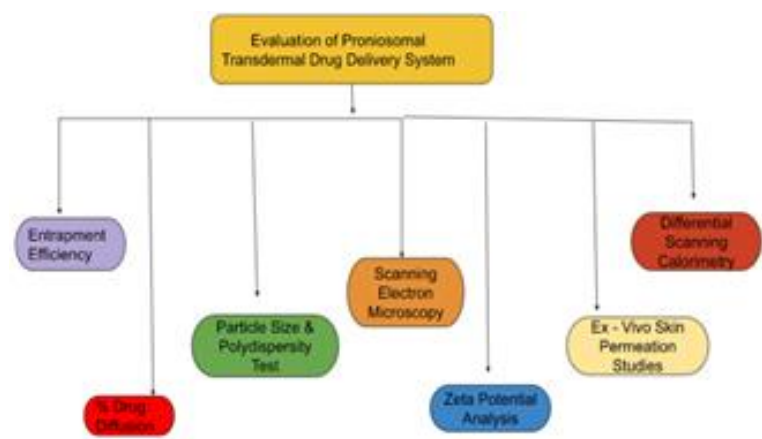 Evaluation of Proniosomal
Transdermal Drug Delivery System
Entrapment
Efficiency
% Drug
Diffusion
Particle Size &
Polydispersity
Test
Scanning
Electron
Microscopy
Zeta Potential
Analysis
Ex - Vivo Skin
Permeation
Studies
Differential
Scanning
Calorimetry